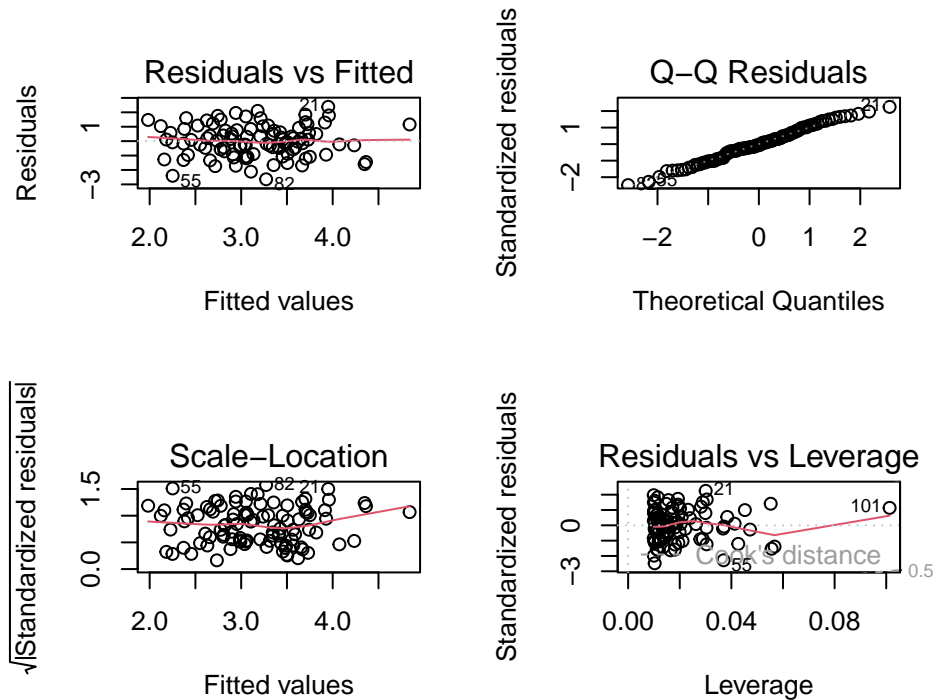 Residuals vs Fitted
Residuals
1
−3
21
55
82
2.0 3.0 4.0
Fitted values
Q−Q Residuals
Standardized residuals
1
−2
21
55
−2 0 1 2
Theoretical Quantiles
Scale−Location
√|Standardized residuals|
1.5
0.0
55
82
21
2.0 3.0 4.0
Fitted values
Residuals vs Leverage
Standardized residuals
0
−3
21
101
55
Cook's distance
0.5
0.00 0.04 0.08
Leverage